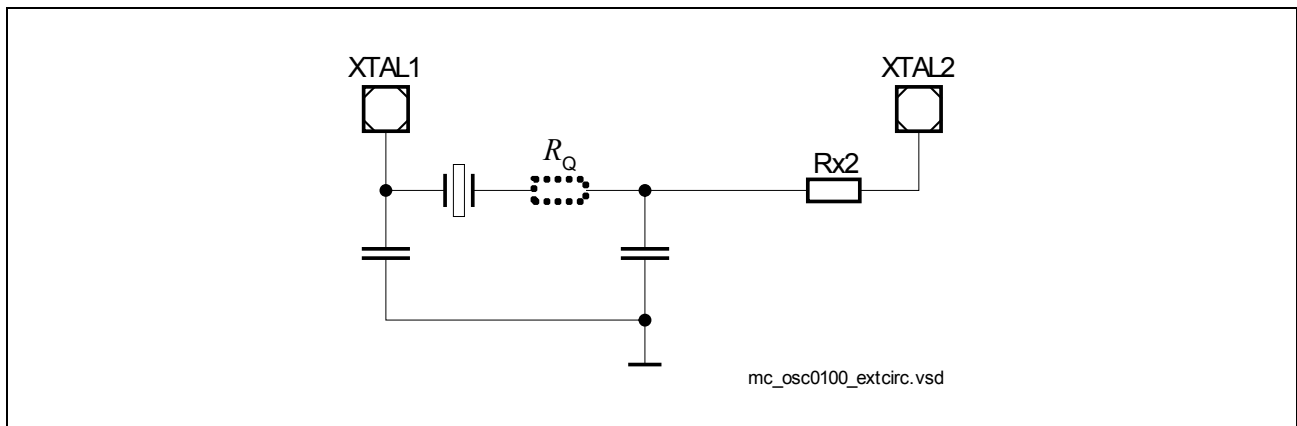 XTAL1
XTAL2
RQ
Rx2
mc_osc0100_extcirc.vsd